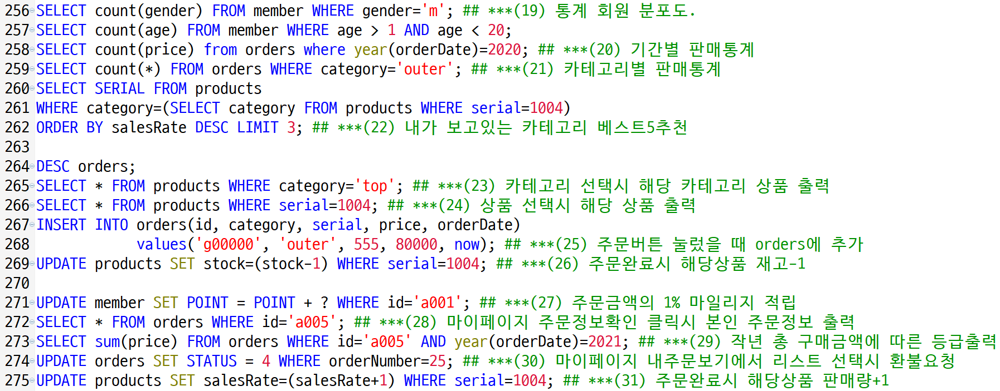 256 SELECT count(gender) FROM member WHERE gender='m'; ## ***(19) 통계 회원 분포도.
257 SELECT count(age) FROM member WHERE age > 1 AND age < 20;
258 SELECT count(price) from orders where year(orderDate)=2020; ## ***(20) 기간별 판매통계
259 SELECT count(*) FROM orders WHERE category='outer'; ## ***(21) 카테고리별 판매통계
260 SELECT SERIAL FROM products
261 WHERE category=(SELECT category FROM products WHERE serial=1004)
262 ORDER BY salesRate DESC LIMIT 3; ## ***(22) 내가 보고있는 카테고리 베스트5추천
263
264 DESC orders;
265 SELECT * FROM products WHERE category='top'; ## ***(23) 카테고리 선택시 해당 카테고리 상품 출력
266 SELECT * FROM products WHERE serial=1004; ## ***(24) 상품 선택시 해당 상품 출력
267 INSERT INTO orders(id, category, serial, price, orderDate)
268 values('g00000', 'outer', 555, 80000, now); ## ***(25) 주문버튼 눌렀을 때 orders에 추가
269 UPDATE products SET stock=(stock-1) WHERE serial=1004; ## ***(26) 주문완료시 해당상품 재고-1
270
271 UPDATE member SET POINT = POINT + ? WHERE id='a001'; ## ***(27) 주문금액의 1% 마일리지 적립
272 SELECT * FROM orders WHERE id='a005'; ## ***(28) 마이페이지 주문정보확인 클릭시 본인 주문정보 출력
273 SELECT sum(price) FROM orders WHERE id='a005' AND year(orderDate)=2021; ## ***(29) 작년 총 구매금액에 따른 등급출력
274 UPDATE orders SET STATUS = 4 WHERE orderNumber=25; ## ***(30) 마이페이지 내주문보기에서 리스트 선택시 환불요청
275 UPDATE products SET salesRate=(salesRate+1) WHERE serial=1004; ## ***(31) 주문완료시 해당상품 판매량+1